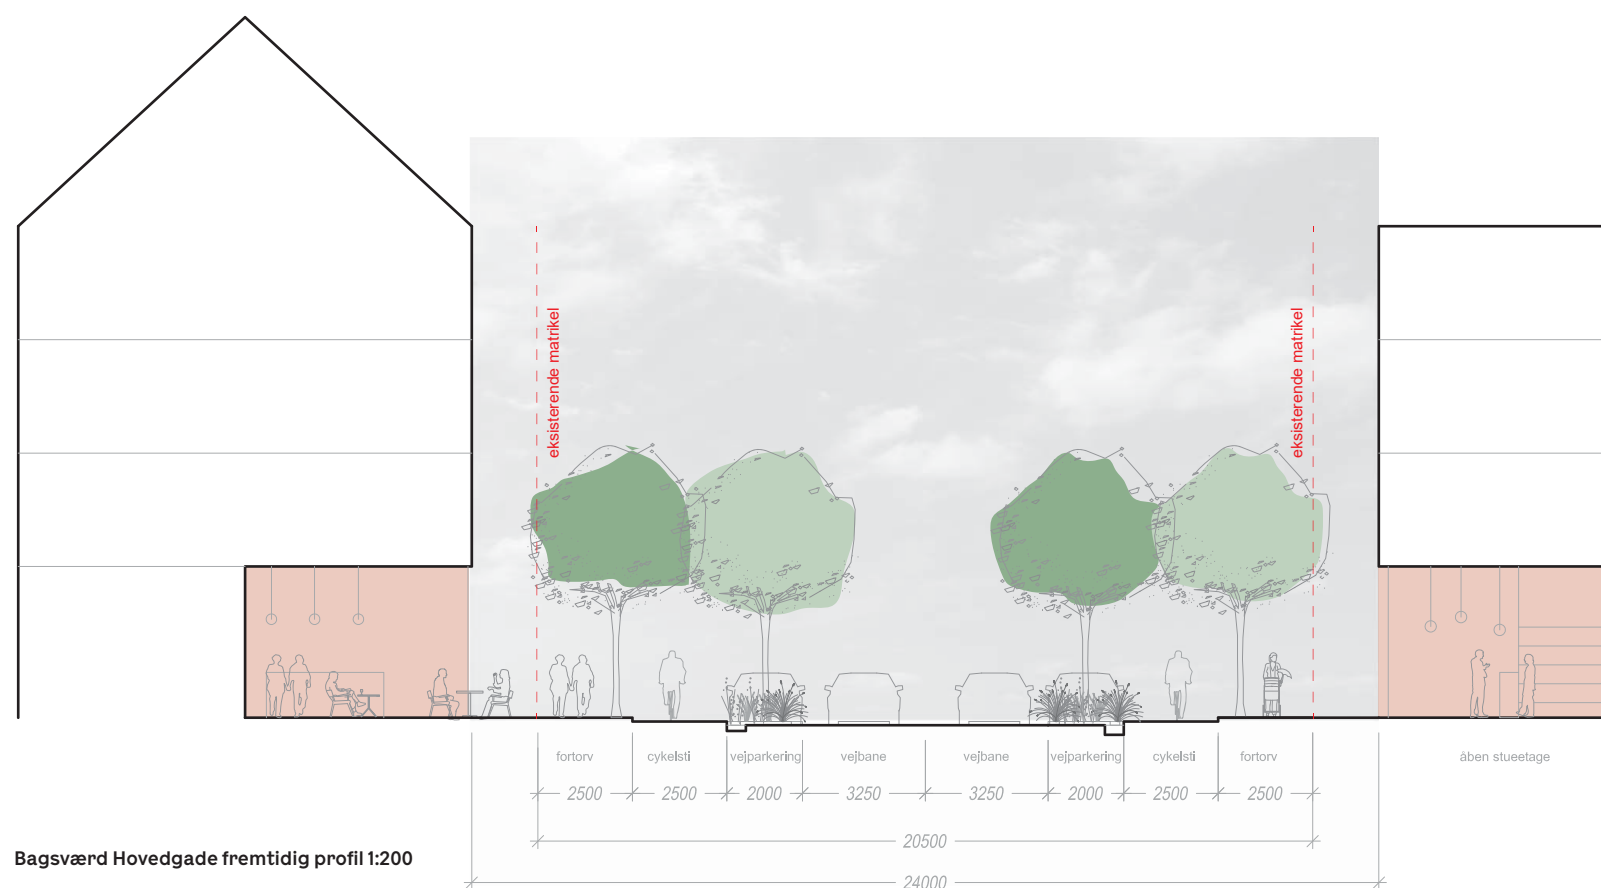 eksisterende matrikel
eksisterende matrikel
fortorv
cykelsti
vejparkering
vejbane
vejbane
vejparkering
cykelsti
fortorv
åben stueetage
2500
2500
2000
3250
3250
2000
2500
2500
20500
24000
Bagsværd Hovedgade fremtidig profil 1:200